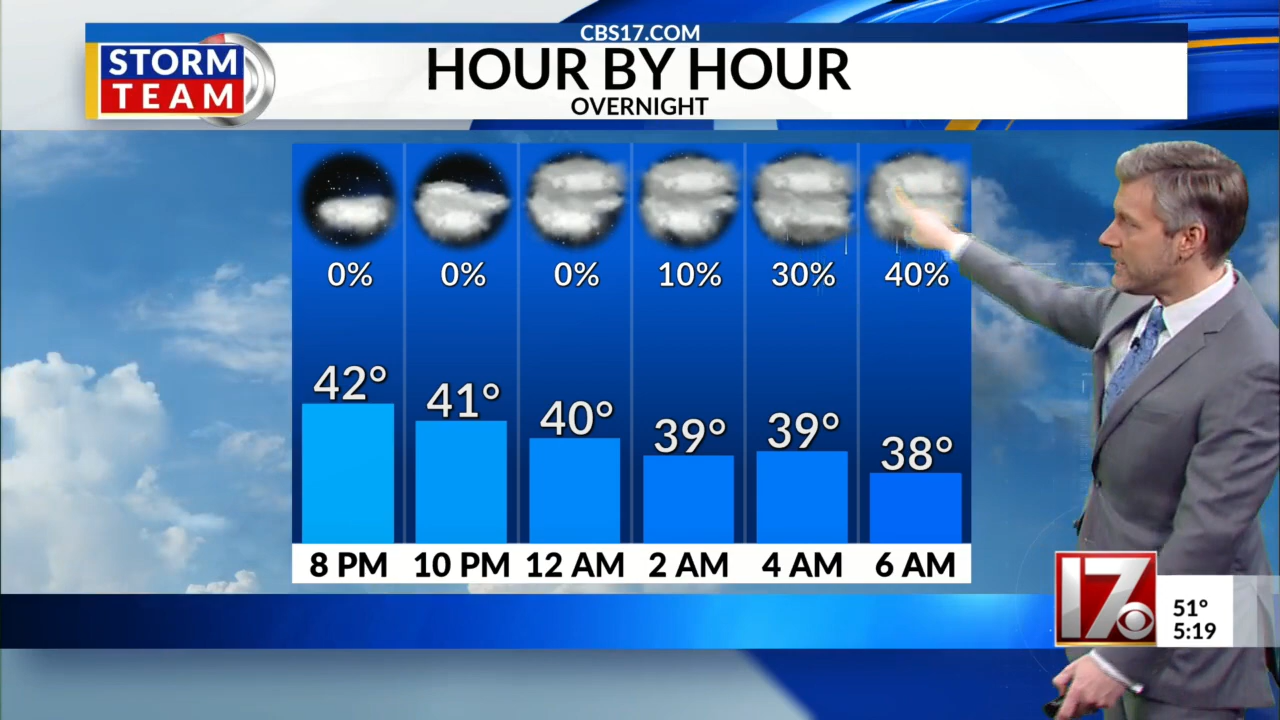 CBS17.COM
STORM
TEAM
HOUR BY HOUR
OVERNIGHT
0% 0% 0% 10% 30% 40%
42° 41° 40° 39° 39° 38°
8 PM 10 PM 12 AM 2 AM 4 AM 6 AM
17
51°
5:19